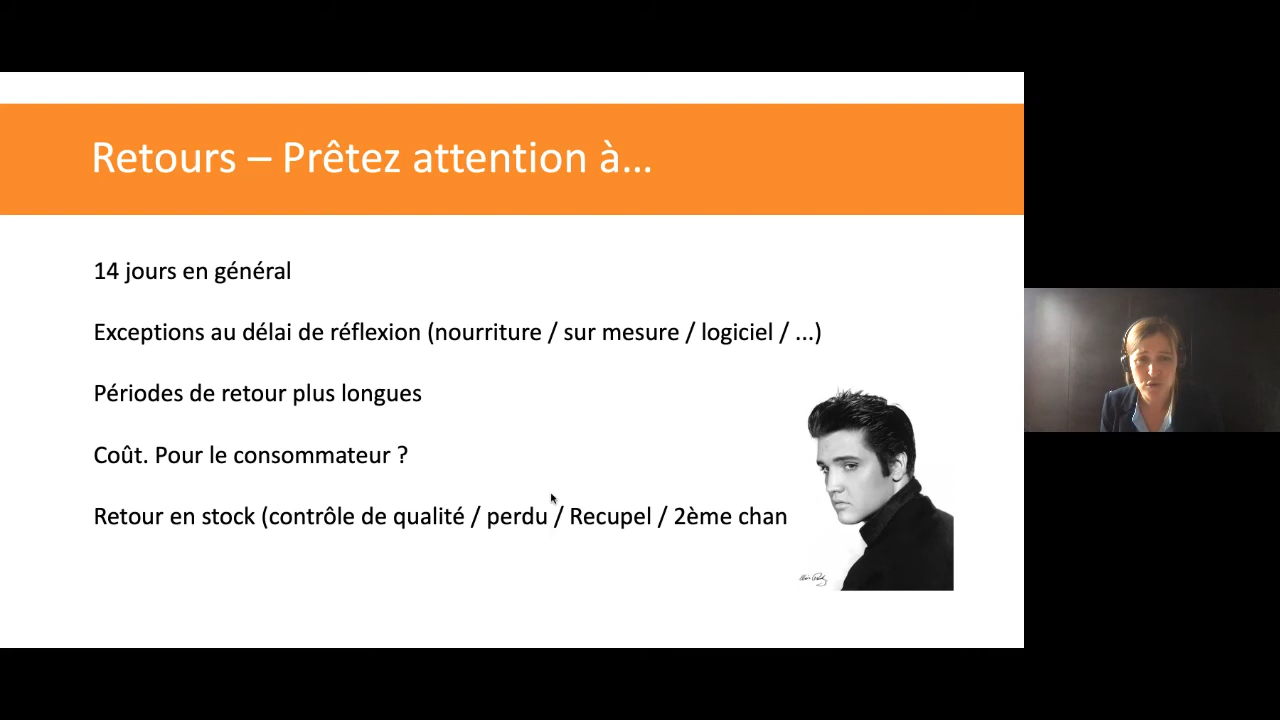 Retours – Prêtez attention à…
14 jours en général
Exceptions au délai de réflexion (nourriture / sur mesure / logiciel / ...)
Périodes de retour plus longues
Coût. Pour le consommateur ?
Retour en stock (contrôle de qualité / perdu / Recupel / 2ème chan